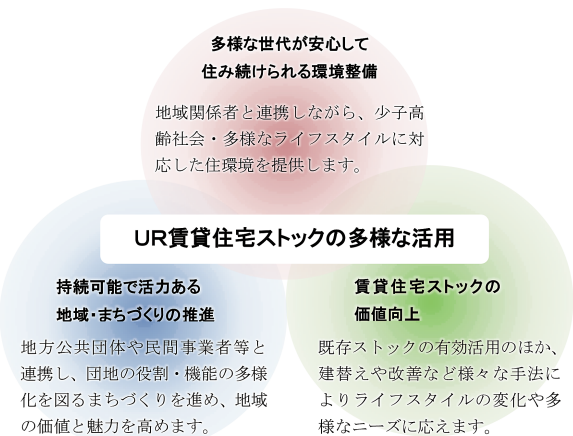 多様な世代が安心して
住み続けられる環境整備
地域関係者と連携しながら、少子高
齢社会・多様なライフスタイルに対
応した住環境を提供します。
UR賃貸住宅ストックの多様な活用
持続可能で活力ある
地域・まちづくりの推進
地方公共団体や民間事業者等と
連携し、団地の役割・機能の多様
化を図るまちづくりを進め、地域
の価値と魅力を高めます。
賃貸住宅ストックの
価値向上
既存ストックの有効活用のほか、
建替えや改善など様々な手法に
よりライフスタイルの変化や多
様なニーズに応えます。